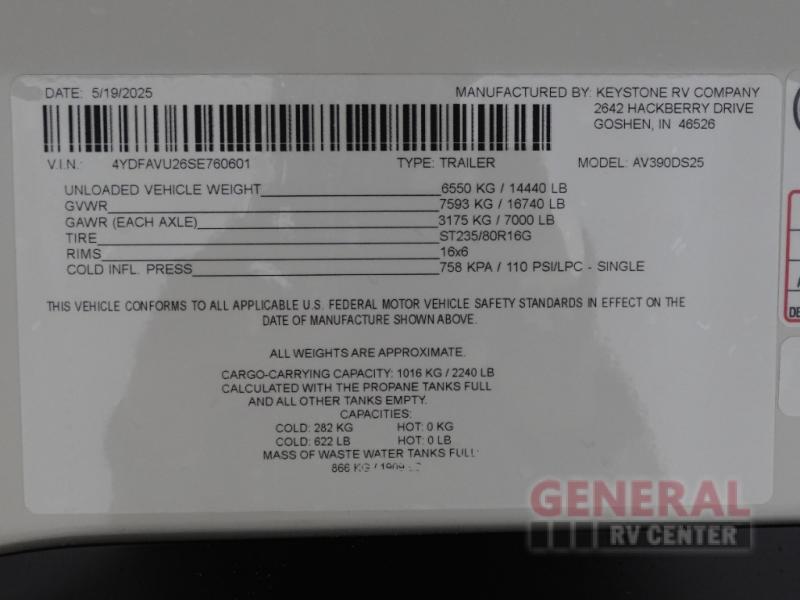 DATE: 5/19/2025 MANUFACTURED BY: KEYSTONE RV COMPANY
2642 HACKBERRY DRIVE
GOSHEN, IN 46526
V.I.N.: 4YDFAVU26SE760601 TYPE: TRAILER MODEL: AV390DS25
UNLOADED VEHICLE WEIGHT 6550 KG / 14440 LB
GVWR 7593 KG / 16740 LB
GAWR (EACH AXLE) 3175 KG / 7000 LB
TIRE ST235/80R16G
RIMS 16x6
COLD INFL. PRESS 758 KPA / 110 PSI/LPC - SINGLE
THIS VEHICLE CONFORMS TO ALL APPLICABLE U.S. FEDERAL MOTOR VEHICLE SAFETY STANDARDS IN EFFECT ON THE
DATE OF MANUFACTURE SHOWN ABOVE.
ALL WEIGHTS ARE APPROXIMATE.
CARGO-CARRYING CAPACITY: 1016 KG / 2240 LB
CALCULATED WITH THE PROPANE TANKS FULL
AND ALL OTHER TANKS EMPTY.
CAPACITIES:
COLD: 282 KG HOT: 0 KG
COLD: 622 LB HOT: 0 LB
MASS OF WASTE WATER TANKS FULL:
866 KG / 1909
GENERAL
RV CENTER